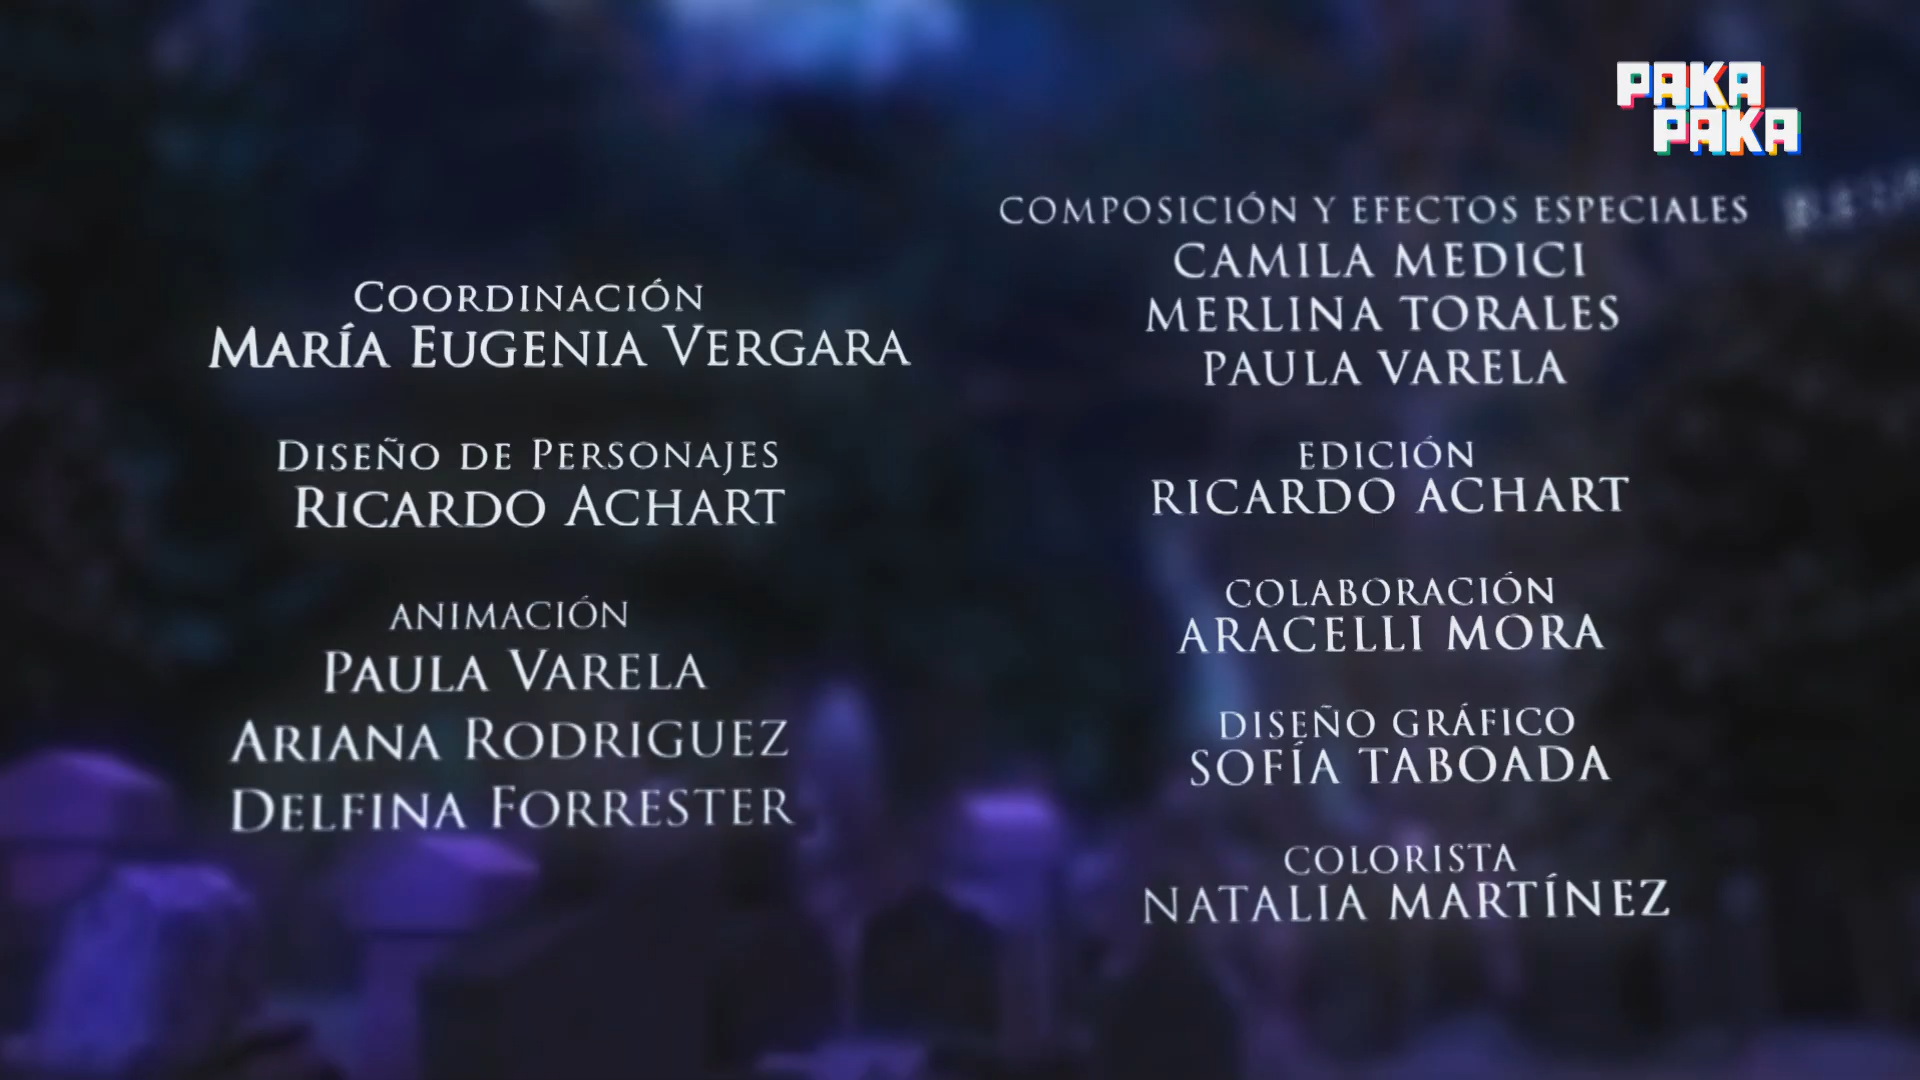 PAKA
PAKA
COORDINACIÓN
MARÍA EUGENIA VERGARA
DISEÑO DE PERSONAJES
RICARDO ACHART
ANIMACIÓN
PAULA VARELA
ARIANA RODRIGUEZ
DELFINA FORRESTER
COMPOSICIÓN Y EFECTOS ESPECIALES
CAMILA MEDICI
MERLINA TORALES
PAULA VARELA
EDICIÓN
RICARDO ACHART
COLABORACIÓN
ARACELLI MORA
DISEÑO GRÁFICO
SOFÍA TABOADA
COLORISTA
NATALIA MARTÍNEZ